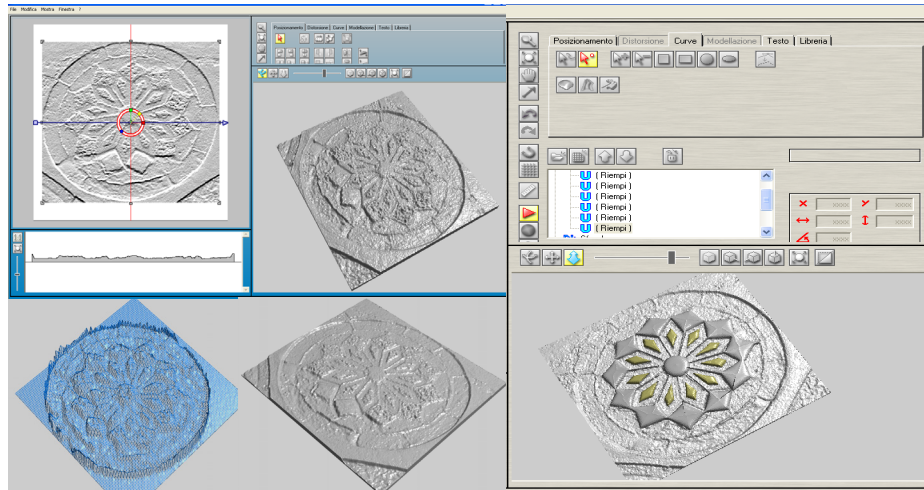 File Modifica Mostra Finestra ?
Posizionamento Distorsione Curve Modellazione Testo Libreria
Posizionamento Distorsione Curve Modellazione Testo Libreria
( Riempi )
( Riempi )
( Riempi )
( Riempi )
( Riempi )
( Riempi )